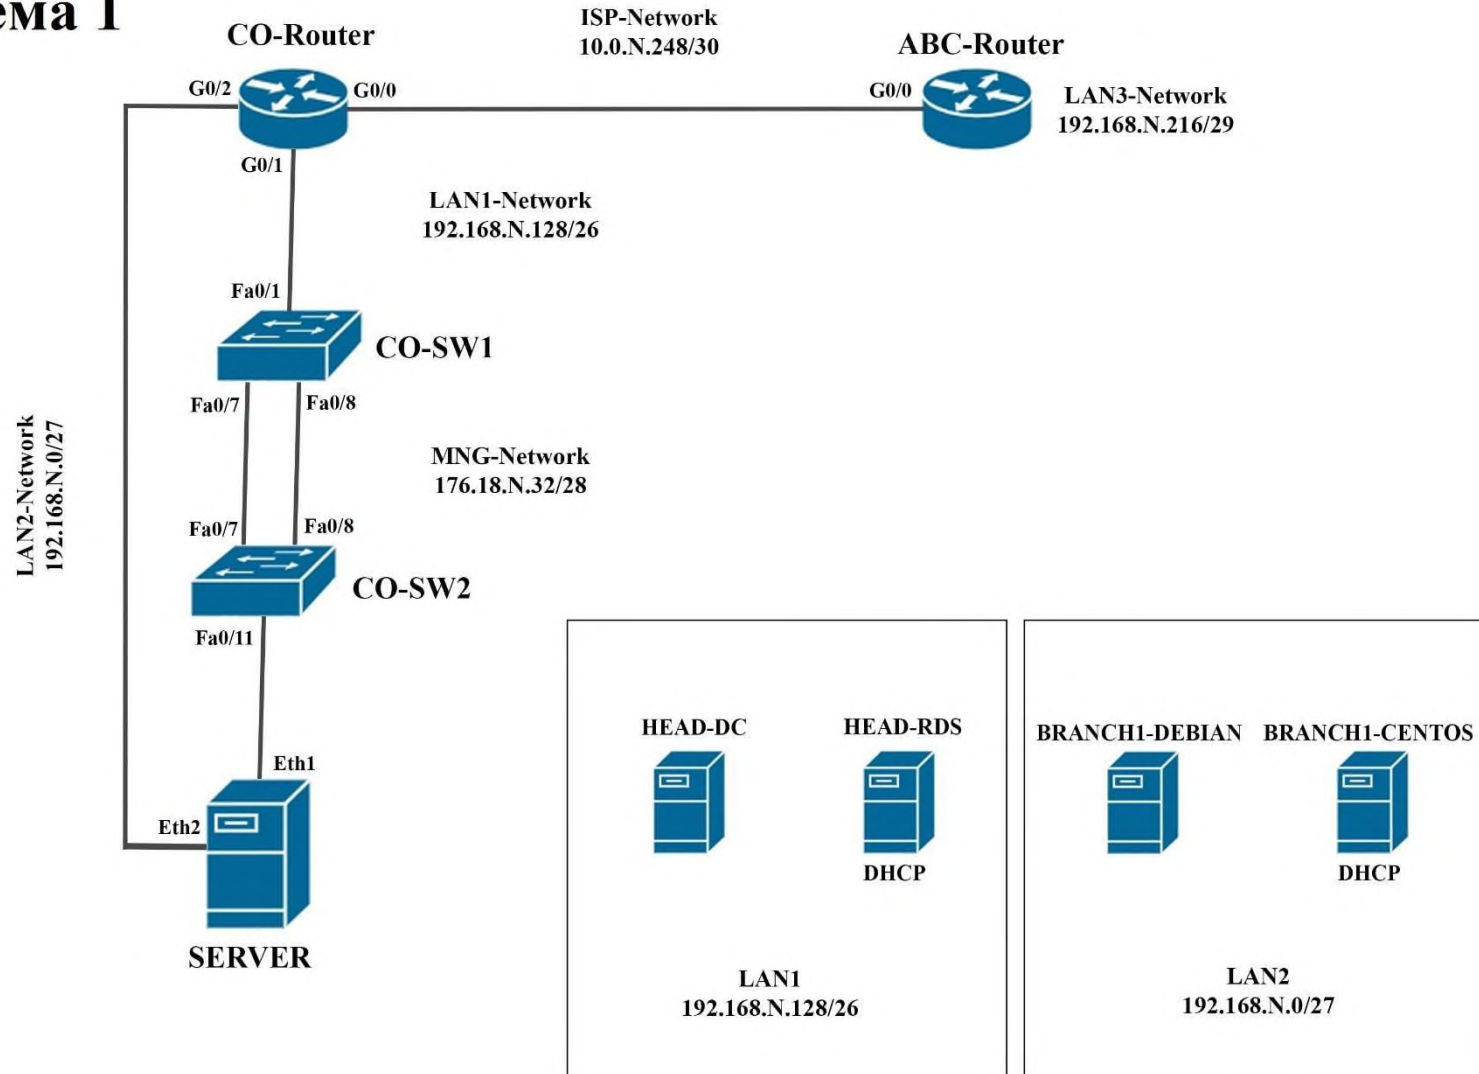 ема 1
CO-Router
ISP-Network
10.0.N.248/30
ABC-Router
G0/2
G0/0
G0/0
LAN3-Network
192.168.N.216/29
G0/1
LAN1-Network
192.168.N.128/26
Fa0/1
CO-SW1
Fa0/7
Fa0/8
LAN2-Network
192.168.N.0/27
MNG-Network
176.18.N.32/28
Fa0/7
Fa0/8
CO-SW2
Fa0/11
Eth1
Eth2
SERVER
HEAD-DC
HEAD-RDS
DHCP
LAN1
192.168.N.128/26
BRANCH1-DEBIAN
BRANCH1-CENTOS
DHCP
LAN2
192.168.N.0/27